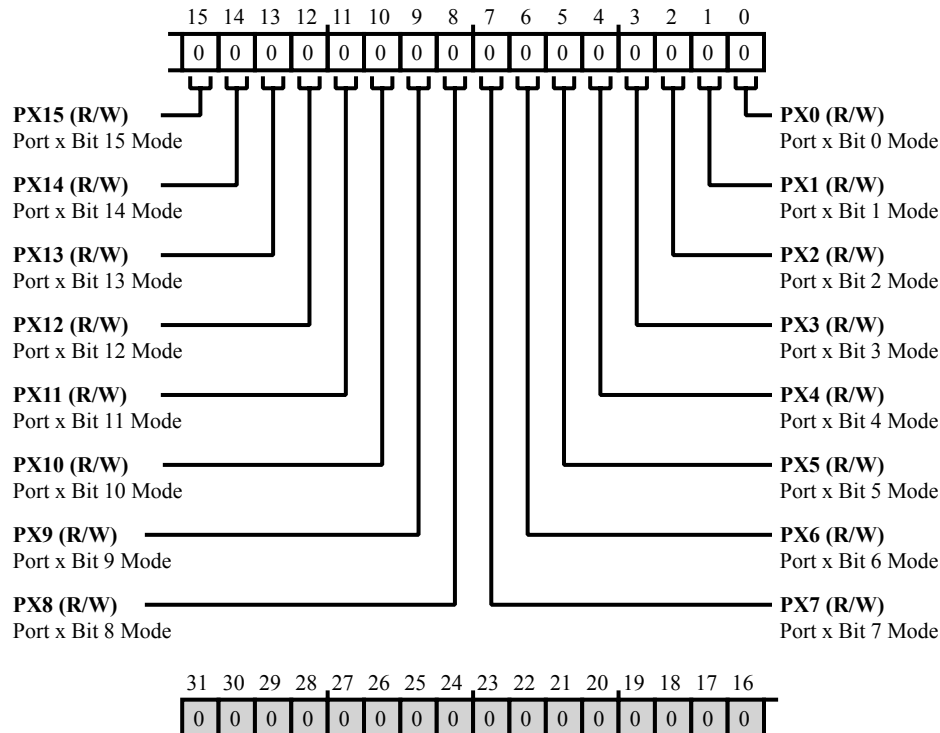 15 14 13 12 11 10 9 8 7 6 5 4 3 2 1 0
0 0 0 0 0 0 0 0 0 0 0 0 0 0 0 0
PX15 (R/W)
Port x Bit 15 Mode
PX0 (R/W)
Port x Bit 0 Mode
PX14 (R/W)
Port x Bit 14 Mode
PX1 (R/W)
Port x Bit 1 Mode
PX13 (R/W)
Port x Bit 13 Mode
PX2 (R/W)
Port x Bit 2 Mode
PX12 (R/W)
Port x Bit 12 Mode
PX3 (R/W)
Port x Bit 3 Mode
PX11 (R/W)
Port x Bit 11 Mode
PX4 (R/W)
Port x Bit 4 Mode
PX10 (R/W)
Port x Bit 10 Mode
PX5 (R/W)
Port x Bit 5 Mode
PX9 (R/W)
Port x Bit 9 Mode
PX6 (R/W)
Port x Bit 6 Mode
PX8 (R/W)
Port x Bit 8 Mode
PX7 (R/W)
Port x Bit 7 Mode
31 30 29 28 27 26 25 24 23 22 21 20 19 18 17 16
0 0 0 0 0 0 0 0 0 0 0 0 0 0 0 0